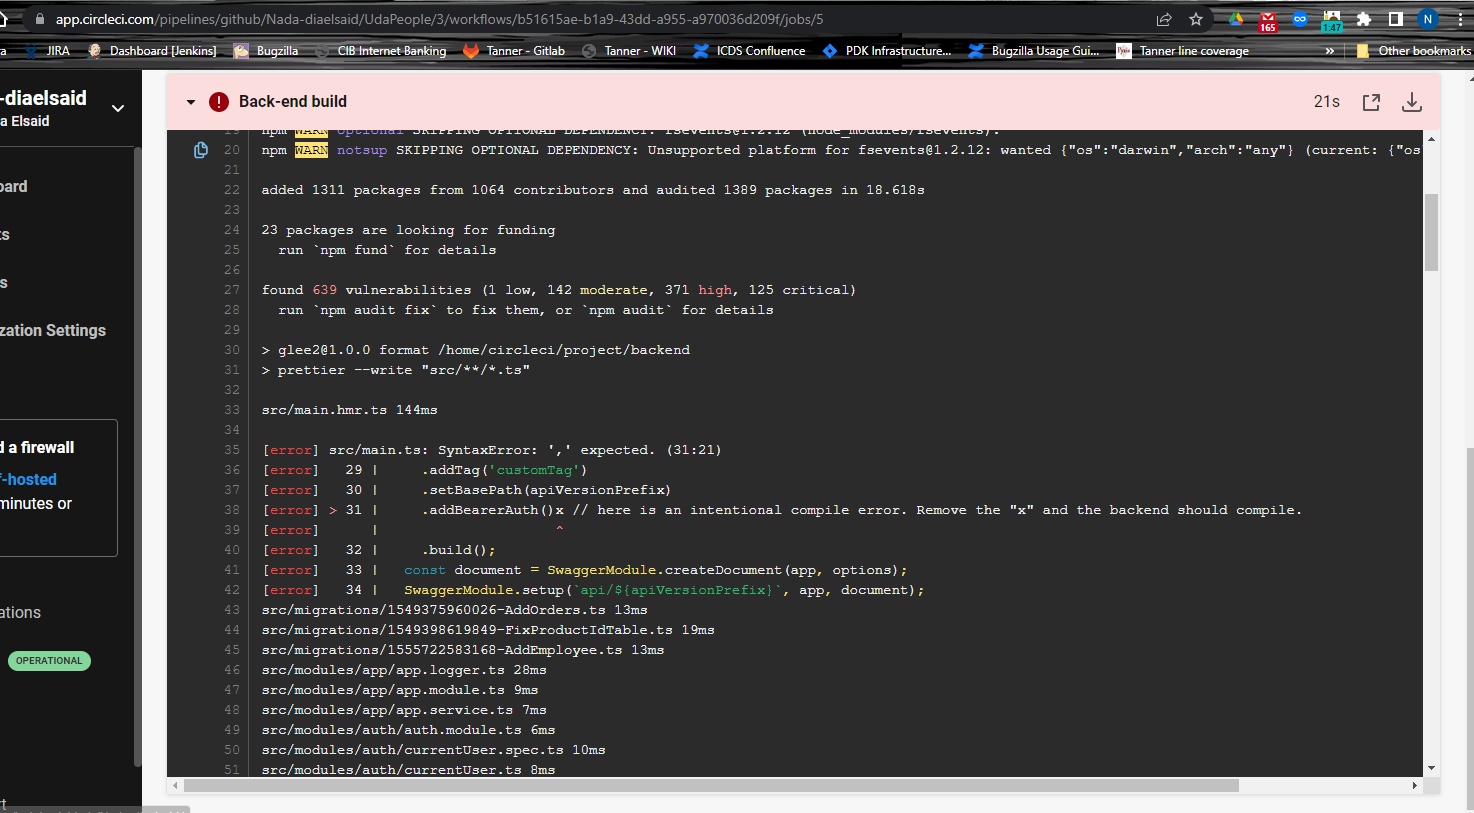 app.circleci.com/pipelines/github/Nada-diaelsaid/UdaPeople/3/workflows/b51615ae-b1a9-43dd-a955-a970036d209f/jobs/5
165
1:47
N
ra JIRA Dashboard [Jenkins] Bugzilla CIB Internet Banking Tanner - Gitlab Tanner - WIKI ICDS Confluence PDK Infrastructure... Bugzilla Usage Gui... Tanner line coverage » Other bookmarks
-diaelsaid
a Elsaid
oard
ts
s
zation Settings
d a firewall
f-hosted
minutes or
ations
OPERATIONAL
rt
Back-end build 21s
19 npm WARN optional SKIPPING OPTIONAL DEPENDENCY: fsevents@1.2.12 (node_modules/fsevents):
20 npm WARN notsup SKIPPING OPTIONAL DEPENDENCY: Unsupported platform for fsevents@1.2.12: wanted {"os":"darwin","arch":"any"} (current: {"os
21
22 added 1311 packages from 1064 contributors and audited 1389 packages in 18.618s
23
24 23 packages are looking for funding
25 run `npm fund` for details
26
27 found 639 vulnerabilities (1 low, 142 moderate, 371 high, 125 critical)
28 run `npm audit fix` to fix them, or `npm audit` for details
29
30 > glee2@1.0.0 format /home/circleci/project/backend
31 > prettier --write "src/**/*.ts"
32
33 src/main.hmr.ts 144ms
34
35 [error] src/main.ts: SyntaxError: ',' expected. (31:21)
36 [error] 29 | .addTag('customTag')
37 [error] 30 | .setBasePath(apiVersionPrefix)
38 [error] > 31 | .addBearerAuth()x // here is an intentional compile error. Remove the "x" and the backend should compile.
39 [error] | ^
40 [error] 32 | .build();
41 [error] 33 | const document = SwaggerModule.createDocument(app, options);
42 [error] 34 | SwaggerModule.setup(`api/${apiVersionPrefix}`, app, document);
43 src/migrations/1549375960026-AddOrders.ts 13ms
44 src/migrations/1549398619849-FixProductIdTable.ts 19ms
45 src/migrations/1555722583168-AddEmployee.ts 13ms
46 src/modules/app/app.logger.ts 28ms
47 src/modules/app/app.module.ts 9ms
48 src/modules/app/app.service.ts 7ms
49 src/modules/auth/auth.module.ts 6ms
50 src/modules/auth/currentUser.spec.ts 10ms
51 src/modules/auth/currentUser.ts 8ms